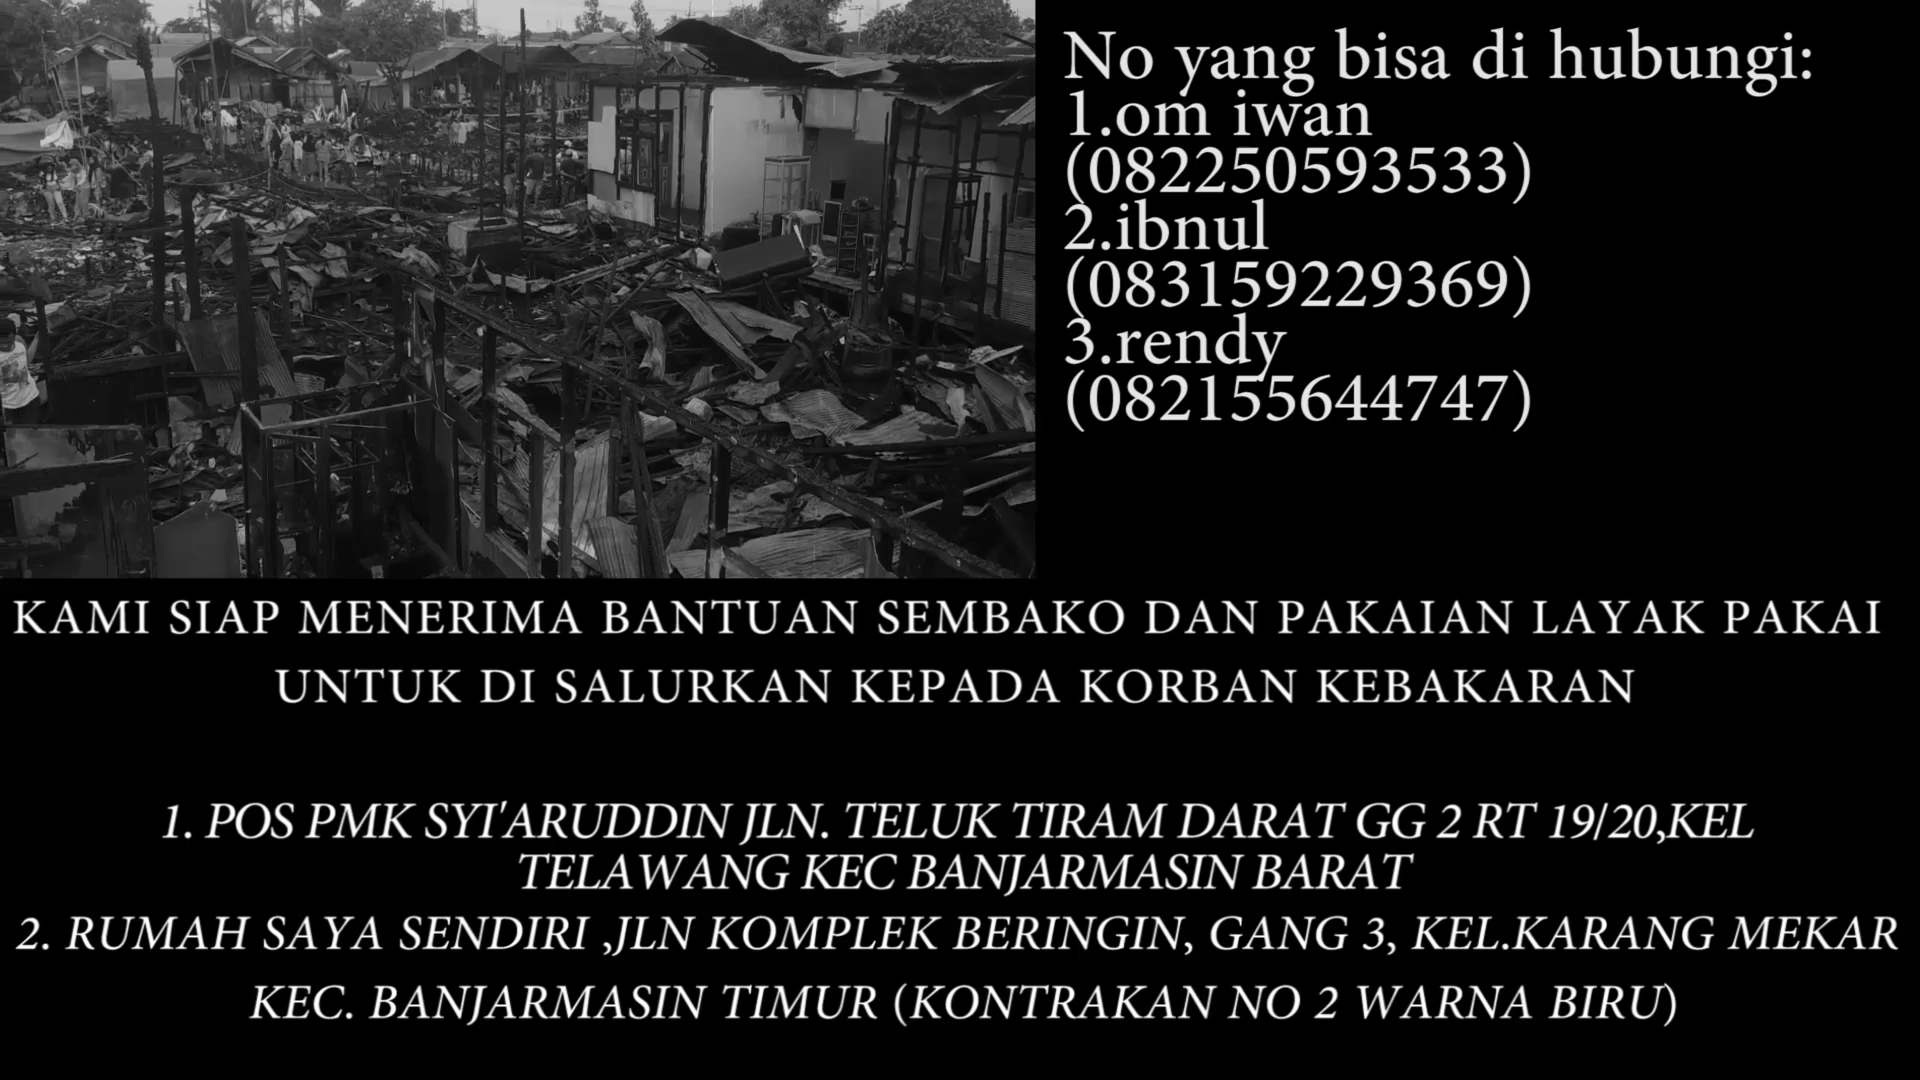 No yang bisa di hubungi:
1.om iwan
(082250593533)
2.ibnul
(083159229369)
3.rendy
(082155644747)
KAMI SIAP MENERIMA BANTUAN SEMBAKO DAN PAKAIAN LAYAK PAKAI
UNTUK DI SALURKAN KEPADA KORBAN KEBAKARAN
1. POS PMK SYI'ARUDDIN JLN. TELUK TIRAM DARAT GG 2 RT 19/20,KEL
TELAWANG KEC BANJARMASIN BARAT
2. RUMAH SAYA SENDIRI ,JLN KOMPLEK BERINGIN, GANG 3, KEL.KARANG MEKAR
KEC. BANJARMASIN TIMUR (KONTRAKAN NO 2 WARNA BIRU)